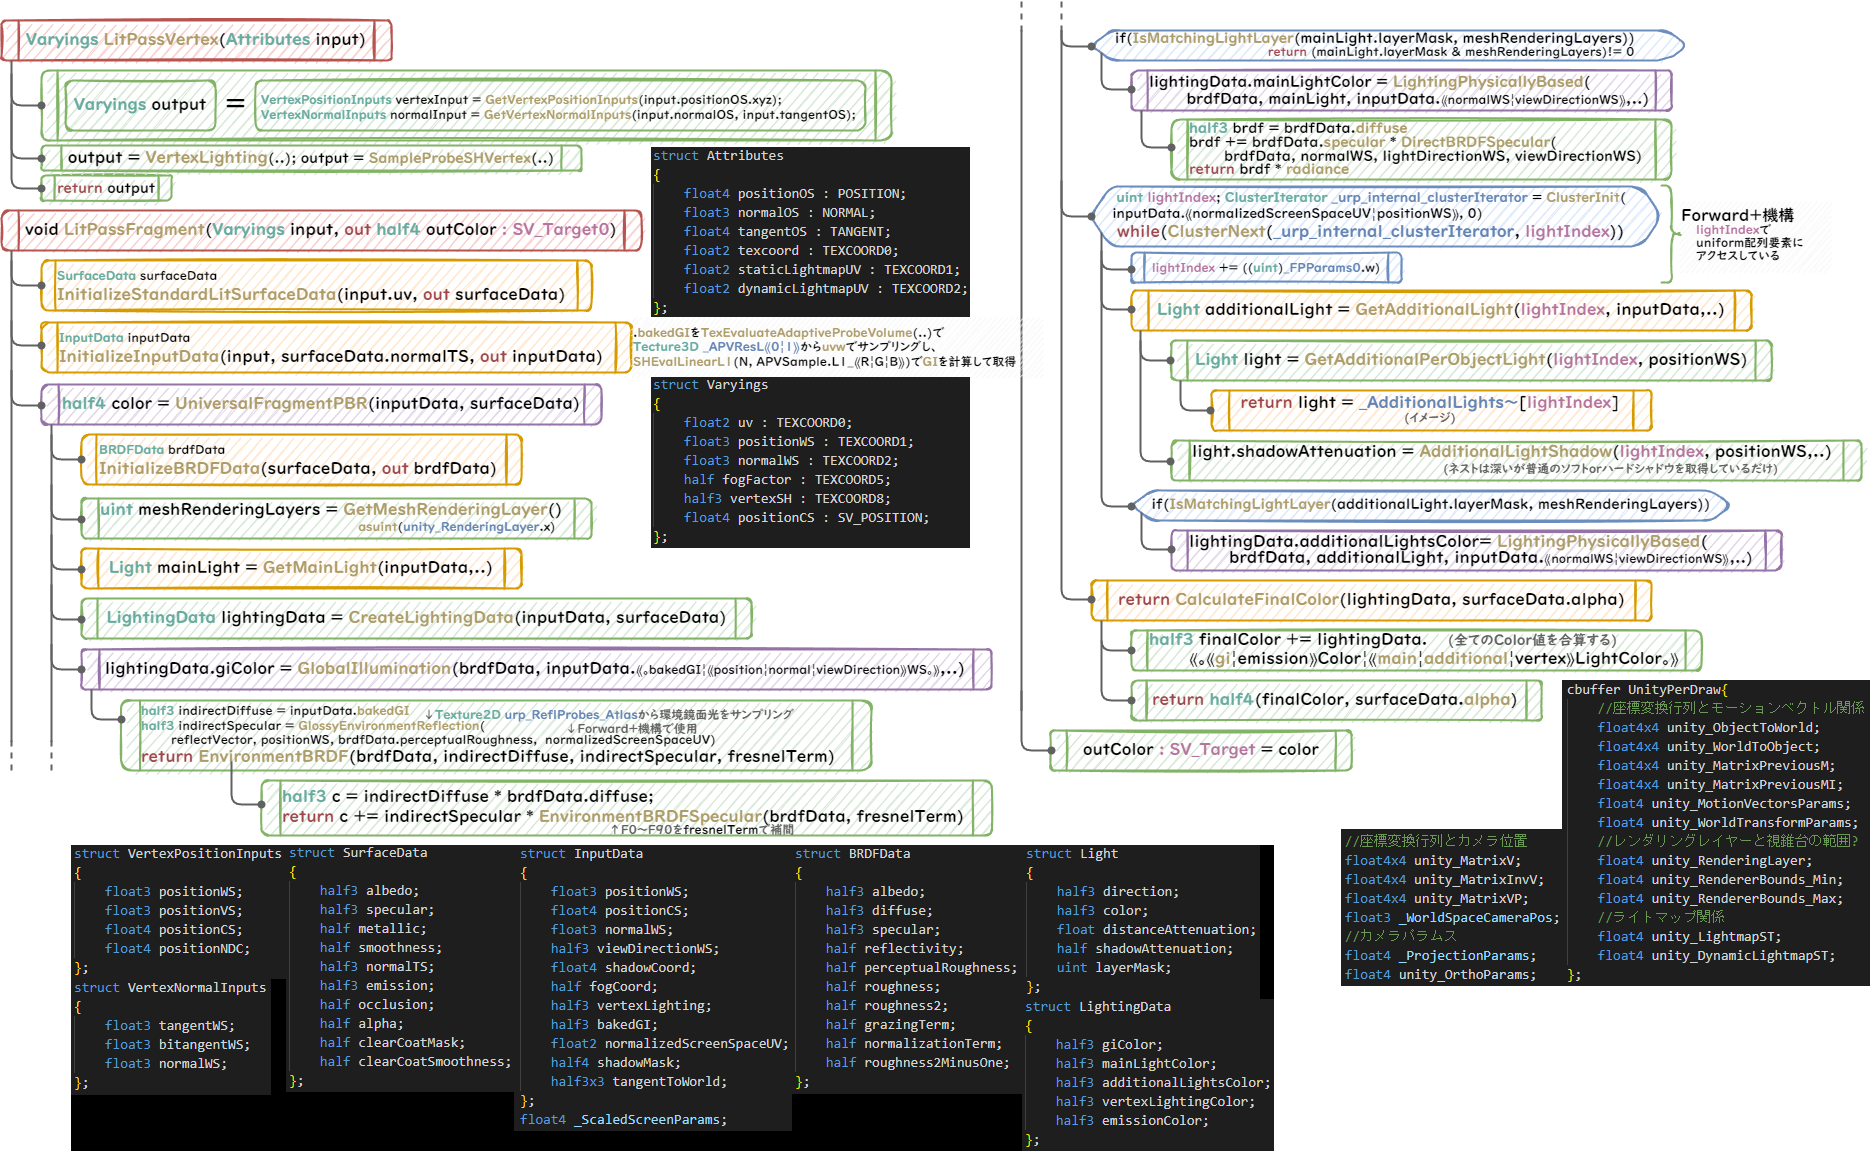 Varyings LitPassVertex(Attributes input)
Varyings output = VertexPositionInputs vertexInput = GetVertexPositionInputs(input.positionOS.xyz);
VertexNormalInputs normalInput = GetVertexNormalInputs(input.normalOS, input.tangentOS);
output = VertexLighting(..); output = SampleProbeSHVertex(..)
return output
void LitPassFragment(Varyings input, out half4 outColor : SV_Target0)
SurfaceData surfaceData
InitializeStandardLitSurfaceData(input.uv, out surfaceData)
InputData inputData
InitializeInputData(input, surfaceData.normalTS, out inputData)
.bakedGIをTexEvaluateAdaptiveProbeVolume(..)で
Tecture3D _APVResL⟪0¦1⟫からuvwでサンプリングし、
SHEvalLinearL1(N, APVSample.L1_⟪R¦G¦B⟫)でGIを計算して取得
half4 color = UniversalFragmentPBR(inputData, surfaceData)
BRDFData brdfData
InitializeBRDFData(surfaceData, out brdfData)
uint meshRenderingLayers = GetMeshRenderingLayer()
asuint(unity_RenderingLayer.x)
Light mainLight = GetMainLight(inputData,..)
LightingData lightingData = CreateLightingData(inputData, surfaceData)
lightingData.giColor = GlobalIllumination(brdfData, inputData.⟪｡bakedGI¦⟪position¦normal¦viewDirection⟫WS｡⟫,..)
half3 indirectDiffuse = inputData.bakedGI ↓Texture2D urp_ReflProbes_Atlasから環境鏡面光をサンプリング
half3 indirectSpecular = GlossyEnvironmentReflection( ↓Forward+機構で使用
reflectVector, positionWS, brdfData.perceptualRoughness, normalizedScreenSpaceUV)
return EnvironmentBRDF(brdfData, indirectDiffuse, indirectSpecular, fresnelTerm)
half3 c = indirectDiffuse * brdfData.diffuse;
return c += indirectSpecular * EnvironmentBRDFSpecular(brdfData, fresnelTerm)
↑F0～F90をfresnelTermで補間
struct Attributes
{
float4 positionOS : POSITION;
float3 normalOS : NORMAL;
float4 tangentOS : TANGENT;
float2 texcoord : TEXCOORD0;
float2 staticLightmapUV : TEXCOORD1;
float2 dynamicLightmapUV : TEXCOORD2;
};
struct Varyings
{
float2 uv : TEXCOORD0;
float3 positionWS : TEXCOORD1;
float3 normalWS : TEXCOORD2;
half fogFactor : TEXCOORD5;
half3 vertexSH : TEXCOORD8;
float4 positionCS : SV_POSITION;
};
if(IsMatchingLightLayer(mainLight.layerMask, meshRenderingLayers))
return (mainLight.layerMask & meshRenderingLayers)!= 0
lightingData.mainLightColor = LightingPhysicallyBased(
brdfData, mainLight, inputData.⟪normalWS¦viewDirectionWS⟫,..)
half3 brdf = brdfData.diffuse
brdf += brdfData.specular * DirectBRDFSpecular(
brdfData, normalWS, lightDirectionWS, viewDirectionWS)
return brdf * radiance
uint lightIndex; ClusterIterator _urp_internal_clusterIterator = ClusterInit(
inputData.⟪normalizedScreenSpaceUV¦positionWS⟫, 0)
while(ClusterNext(_urp_internal_clusterIterator, lightIndex))
Forward+機構
lightIndexで
uniform配列要素に
アクセスしている
lightIndex += ((uint)_FPParams0.w)
Light additionalLight = GetAdditionalLight(lightIndex, inputData,..)
Light light = GetAdditionalPerObjectLight(lightIndex, positionWS)
return light = _AdditionalLights～[lightIndex]
(イメージ)
light.shadowAttenuation = AdditionalLightShadow(lightIndex, positionWS,..)
(ネストは深いが普通のソフトorハードシャドウを取得しているだけ)
if(IsMatchingLightLayer(additionalLight.layerMask, meshRenderingLayers))
lightingData.additionalLightsColor= LightingPhysicallyBased(
brdfData, additionalLight, inputData.⟪normalWS¦viewDirectionWS⟫,..)
return CalculateFinalColor(lightingData, surfaceData.alpha)
half3 finalColor += lightingData. (全てのColor値を合算する)
⟪｡⟪gi¦emission⟫Color¦⟪main¦additional¦vertex⟫LightColor｡⟫
return half4(finalColor, surfaceData.alpha)
outColor : SV_Target = color
struct VertexPositionInputs
{
float3 positionWS;
float3 positionVS;
float4 positionCS;
float4 positionNDC;
};
struct VertexNormalInputs
{
float3 tangentWS;
float3 bitangentWS;
float3 normalWS;
};
struct SurfaceData
{
half3 albedo;
half3 specular;
half metallic;
half smoothness;
half3 normalTS;
half3 emission;
half occlusion;
half alpha;
half clearCoatMask;
half clearCoatSmoothness;
};
struct InputData
{
float3 positionWS;
float4 positionCS;
float3 normalWS;
half3 viewDirectionWS;
float4 shadowCoord;
half fogCoord;
half3 vertexLighting;
half3 bakedGI;
float2 normalizedScreenSpaceUV;
half4 shadowMask;
half3x3 tangentToWorld;
};
float4 _ScaledScreenParams;
struct BRDFData
{
half3 albedo;
half3 diffuse;
half3 specular;
half reflectivity;
half perceptualRoughness;
half roughness;
half roughness2;
half grazingTerm;
half normalizationTerm;
half roughness2MinusOne;
};
struct Light
{
half3 direction;
half3 color;
float distanceAttenuation;
half shadowAttenuation;
uint layerMask;
};
struct LightingData
{
half3 giColor;
half3 mainLightColor;
half3 additionalLightsColor;
half3 vertexLightingColor;
half3 emissionColor;
};
//座標変換行列とカメラ位置
float4x4 unity_MatrixV;
float4x4 unity_MatrixInvV;
float4x4 unity_MatrixVP;
float3 _WorldSpaceCameraPos;
//カメラパラムス
float4 _ProjectionParams;
float4 unity_OrthoParams;
cbuffer UnityPerDraw{
//座標変換行列とモーションベクトル関係
float4x4 unity_ObjectToWorld;
float4x4 unity_WorldToObject;
float4x4 unity_MatrixPreviousM;
float4x4 unity_MatrixPreviousMI;
float4 unity_MotionVectorsParams;
float4 unity_WorldTransformParams;
//レンダリングレイヤーと視錐台の範囲?
float4 unity_RenderingLayer;
float4 unity_RendererBounds_Min;
float4 unity_RendererBounds_Max;
//ライトマップ関係
float4 unity_LightmapST;
float4 unity_DynamicLightmapST;
};